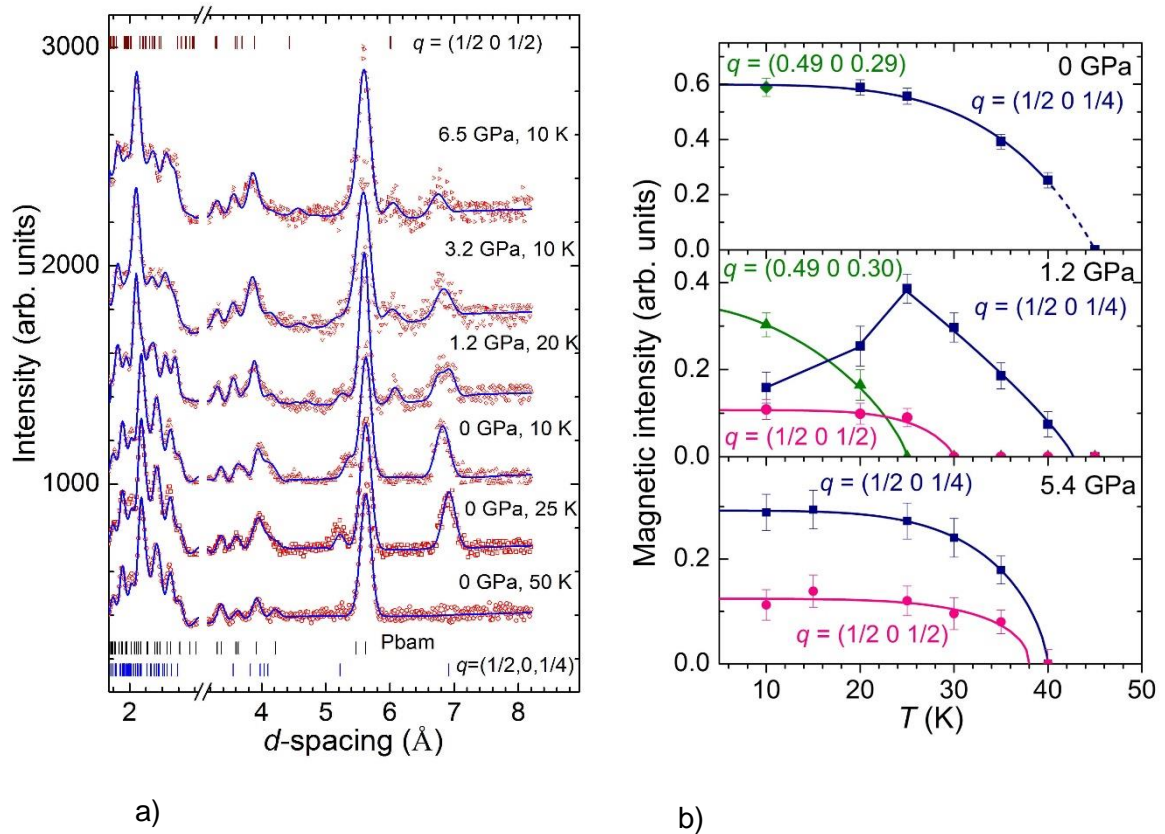 q = (1/2 0 1/2)
6.5 GPa, 10 K
3.2 GPa, 10 K
1.2 GPa, 20 K
0 GPa, 10 K
0 GPa, 25 K
0 GPa, 50 K
Pbam
q=(1/2,0,1/4)
3000
2000
1000
Intensity (arb. units)
2 4 5 6 7 8
d-spacing (Å)
a)
q = (0.49 0 0.29)
0 GPa
q = (1/2 0 1/4)
0.6
0.4
0.2
0.0
q = (0.49 0 0.30)
1.2 GPa
q = (1/2 0 1/4)
0.4
0.2
q = (1/2 0 1/2)
0.0
q = (1/2 0 1/4)
5.4 GPa
0.2
q = (1/2 0 1/2)
0.0
Magnetic intensity (arb. units)
10 20 30 40 50
T (K)
b)